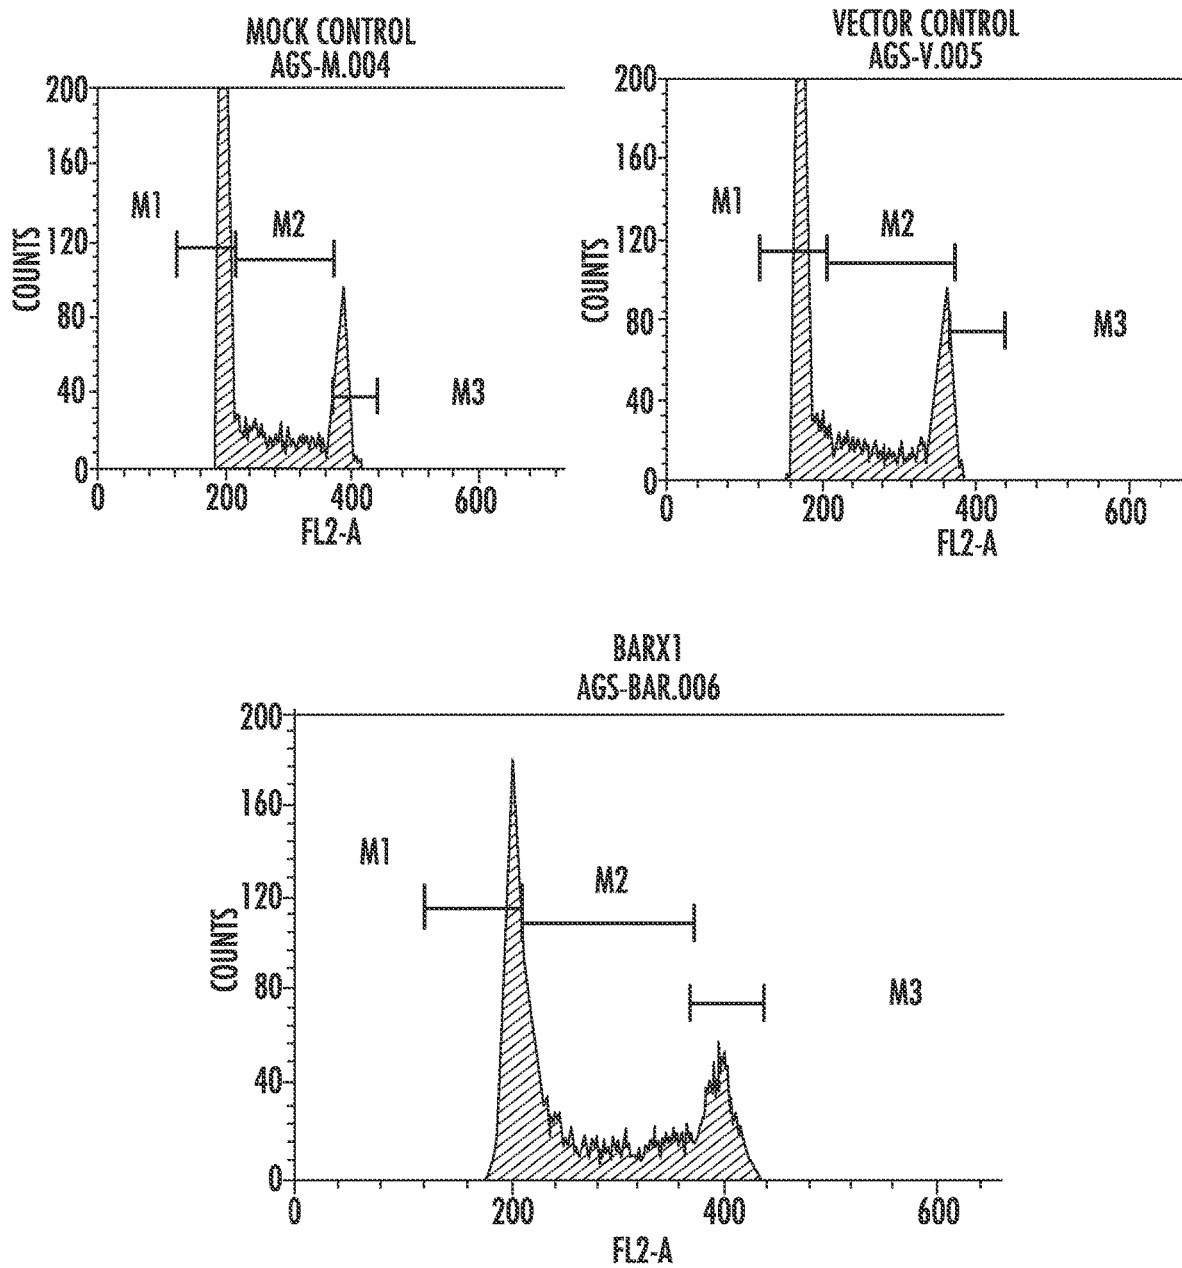 MOCK CONTROL
AGS-M.004
200
160
120
80
40
0
COUNTS
M1
M2
M3
0 200 400 600
FL2-A
VECTOR CONTROL
AGS-V.005
200
160
120
80
40
0
COUNTS
M1
M2
M3
0 200 400 600
FL2-A
BARX1
AGS-BAR.006
200
160
120
80
40
0
COUNTS
M1
M2
M3
0 200 400 600
FL2-A